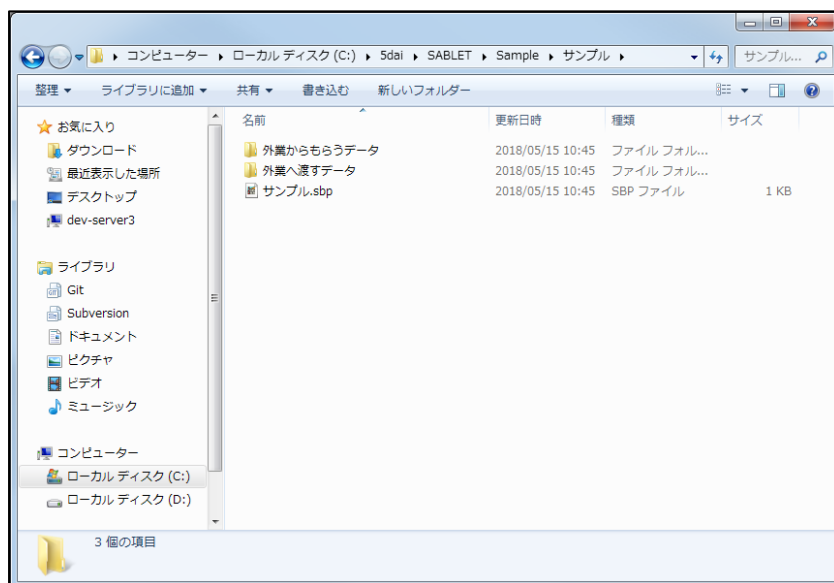 コンピューター ▸ ローカル ディスク (C:) ▸ 5dai ▸ SABLET ▸ Sample ▸ サンプル ▸
サンプル...
整理 ライブラリに追加 共有 書き込む 新しいフォルダー
名前 更新日時 種類 サイズ
外業からもらうデータ 2018/05/15 10:45 ファイル フォル...
外業へ渡すデータ 2018/05/15 10:45 ファイル フォル...
サンプル.sbp 2018/05/15 10:45 SBP ファイル 1 KB
お気に入り
ダウンロード
最近表示した場所
デスクトップ
dev-server3
ライブラリ
Git
Subversion
ドキュメント
ピクチャ
ビデオ
ミュージック
コンピューター
ローカル ディスク (C:)
ローカル ディスク (D:)
3 個の項目